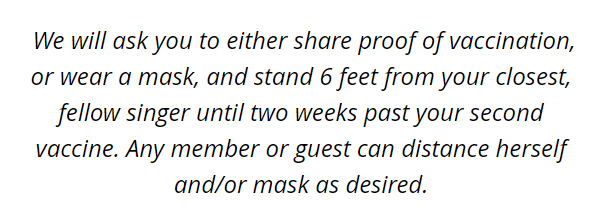 We will ask you to either share proof of vaccination,
or wear a mask, and stand 6 feet from your closest,
fellow singer until two weeks past your second
vaccine. Any member or guest can distance herself
and/or mask as desired.